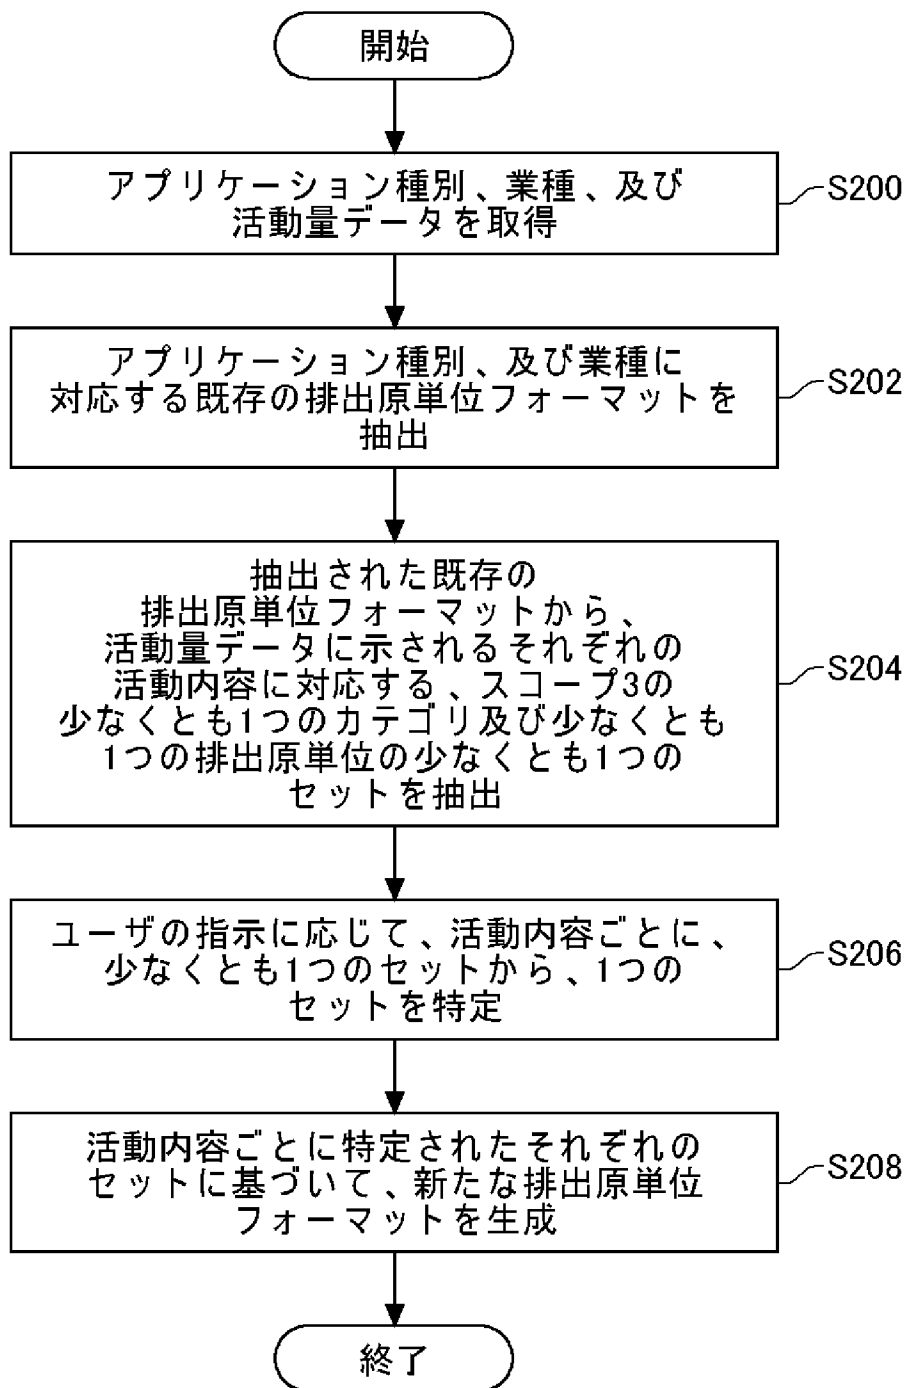 開始
アプリケーション種別、業種、及び
活動量データを取得
S200
アプリケーション種別、及び業種に
対応する既存の排出原単位フォーマットを
抽出
S202
抽出された既存の
排出原単位フォーマットから、
活動量データに示されるそれぞれの
活動内容に対応する、スコープ3の
少なくとも1つのカテゴリ及び少なくとも
1つの排出原単位の少なくとも1つの
セットを抽出
S204
ユーザの指示に応じて、活動内容ごとに、
少なくとも1つのセットから、1つの
セットを特定
S206
活動内容ごとに特定されたそれぞれの
セットに基づいて、新たな排出原単位
フォーマットを生成
S208
終了